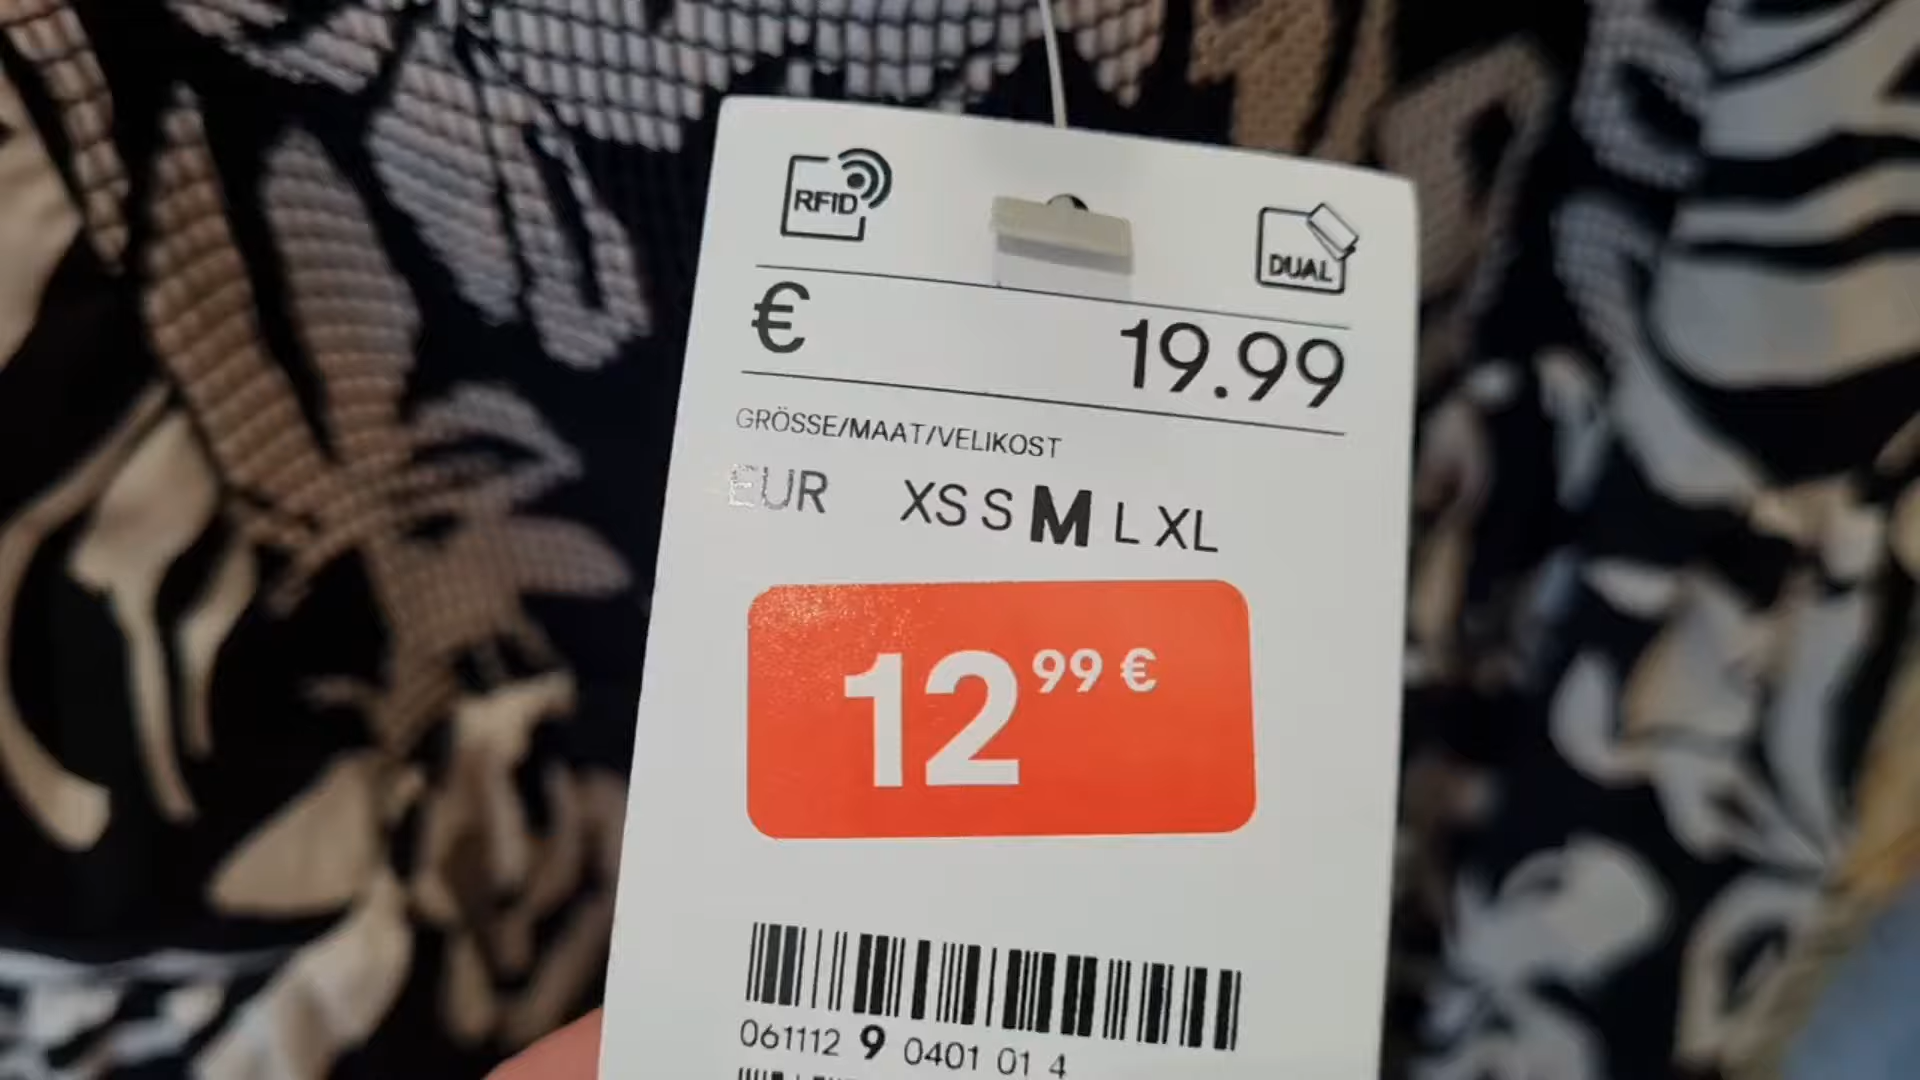 RFID
DUAL
€ 19.99
GRÖSSE/MAAT/VELIKOST
EUR XS S M L XL
12 99 €
061112 9 0401 01 4